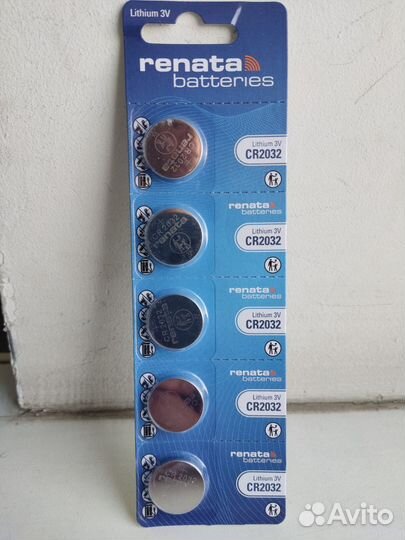 Lithium 3V
renata
batteries
Lithium 3V
CR2032
renata
batteries
Lithium 3V
CR2032
renata
batteries
Lithium 3V
CR2032
renata
batteries
Lithium 3V
CR2032
renata
batteries
Lithium 3V
CR2032
Avito